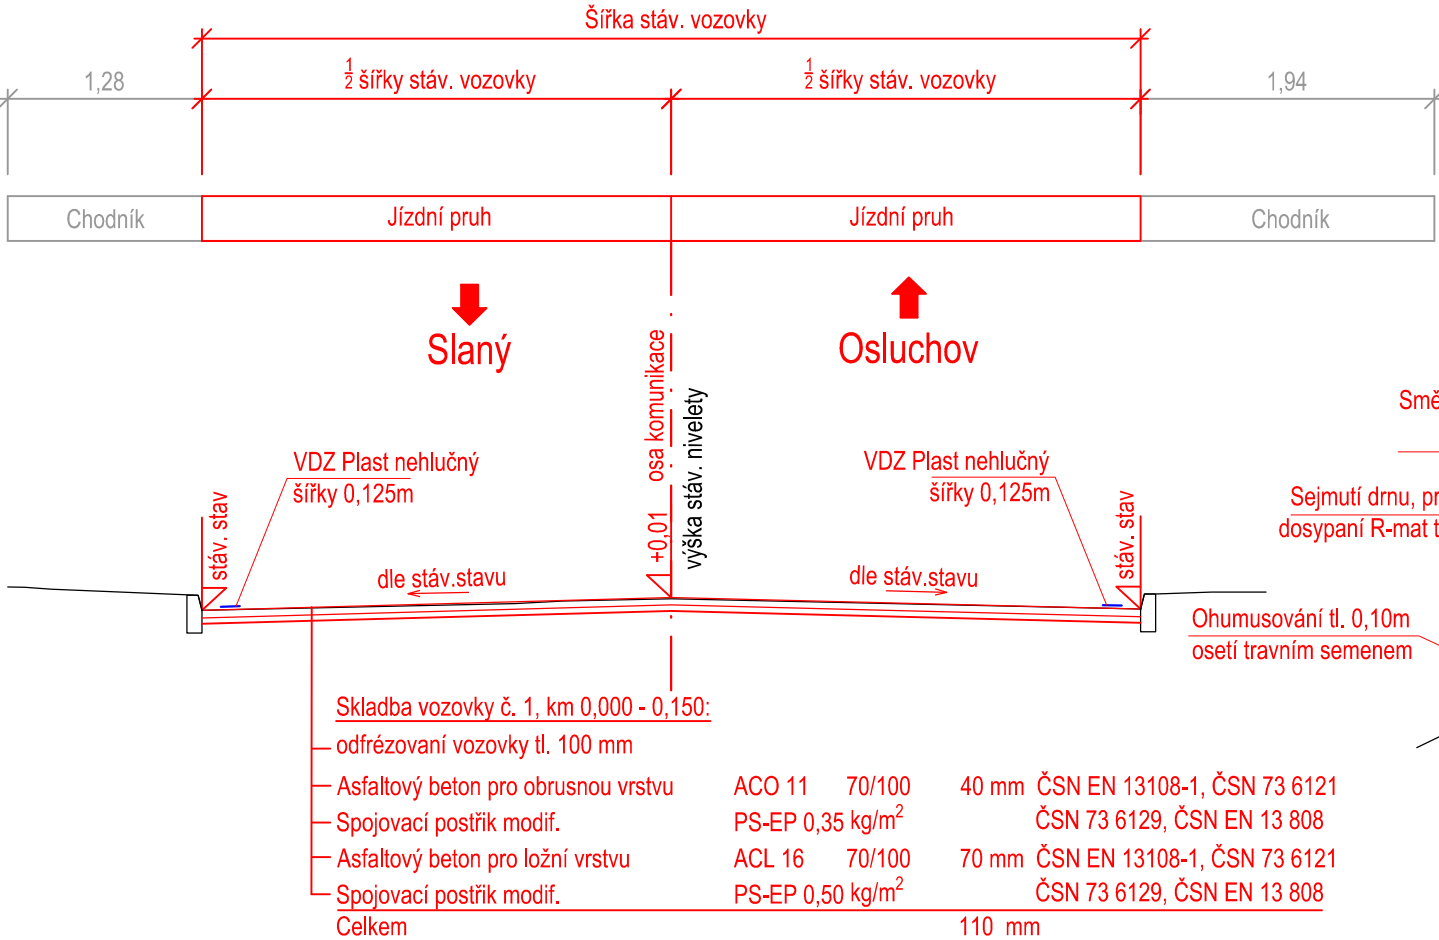 Šířka stáv. vozovky
1,28
1/2 šířky stáv. vozovky
1/2 šířky stáv. vozovky
1,94
Chodník
Jízdní pruh
Jízdní pruh
Chodník
Slaný
Osluchov
osa komunikace
+0,01
výška stáv. nivelety
Smě
VDZ Plast nehlučný
šířky 0,125m
VDZ Plast nehlučný
šířky 0,125m
stáv. stav
stáv. stav
Sejmutí drnu, pr
dosypaní R-mat t
dle stáv.stavu
dle stáv.stavu
Ohumusování tl. 0,10m
osetí travním semenem
Skladba vozovky č. 1, km 0,000 - 0,150:
odfrézovaní vozovky tl. 100 mm
Asfaltový beton pro obrusnou vrstvu ACO 11 70/100 40 mm ČSN EN 13108-1, ČSN 73 6121
Spojovací postřik modif. PS-EP 0,35 kg/m² ČSN 73 6129, ČSN EN 13 808
Asfaltový beton pro ložní vrstvu ACL 16 70/100 70 mm ČSN EN 13108-1, ČSN 73 6121
Spojovací postřik modif. PS-EP 0,50 kg/m² ČSN 73 6129, ČSN EN 13 808
Celkem 110 mm